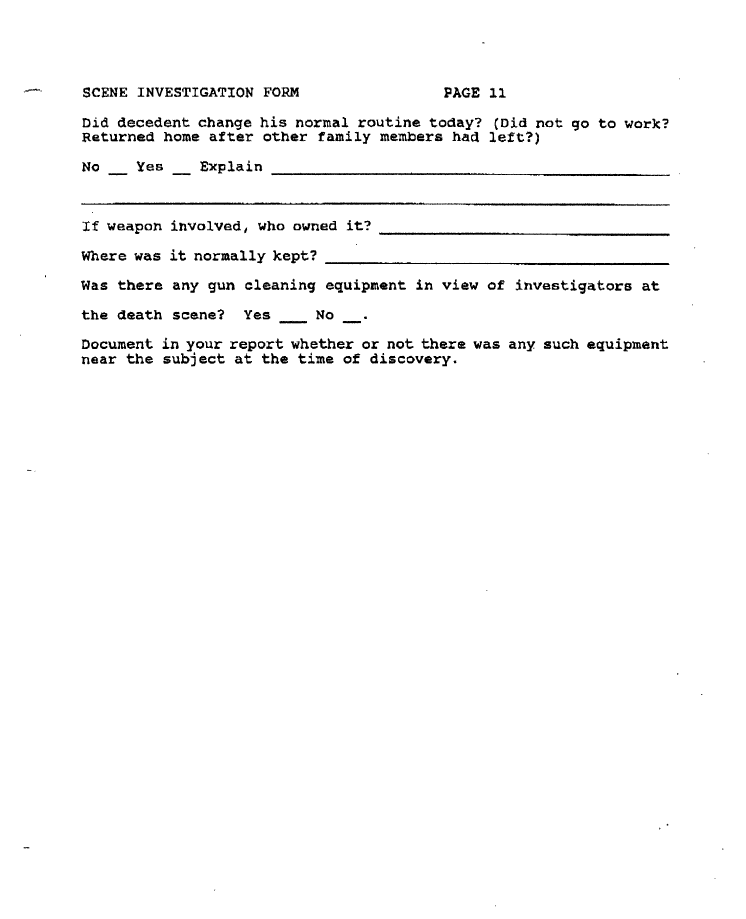 SCENE INVESTIGATION FORM PAGE 11
Did decedent change his normal routine today? (Did not go to work?
Returned home after other family members had left?)
No __ Yes __ Explain ____________________________________________
_________________________________________________________________
If weapon involved, who owned it? ________________________________
Where was it normally kept? ______________________________________
Was there any gun cleaning equipment in view of investigators at
the death scene? Yes ___ No __.
Document in your report whether or not there was any such equipment
near the subject at the time of discovery.